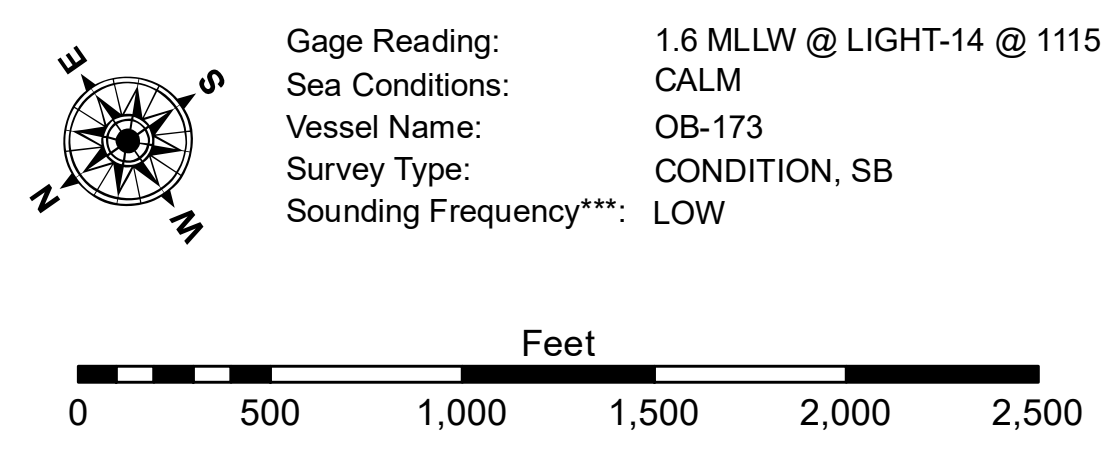 E
S
N
W
Gage Reading: 1.6 MLLW @ LIGHT-14 @ 1115
Sea Conditions: CALM
Vessel Name: OB-173
Survey Type: CONDITION, SB
Sounding Frequency***: LOW
Feet
0 500 1,000 1,500 2,000 2,500